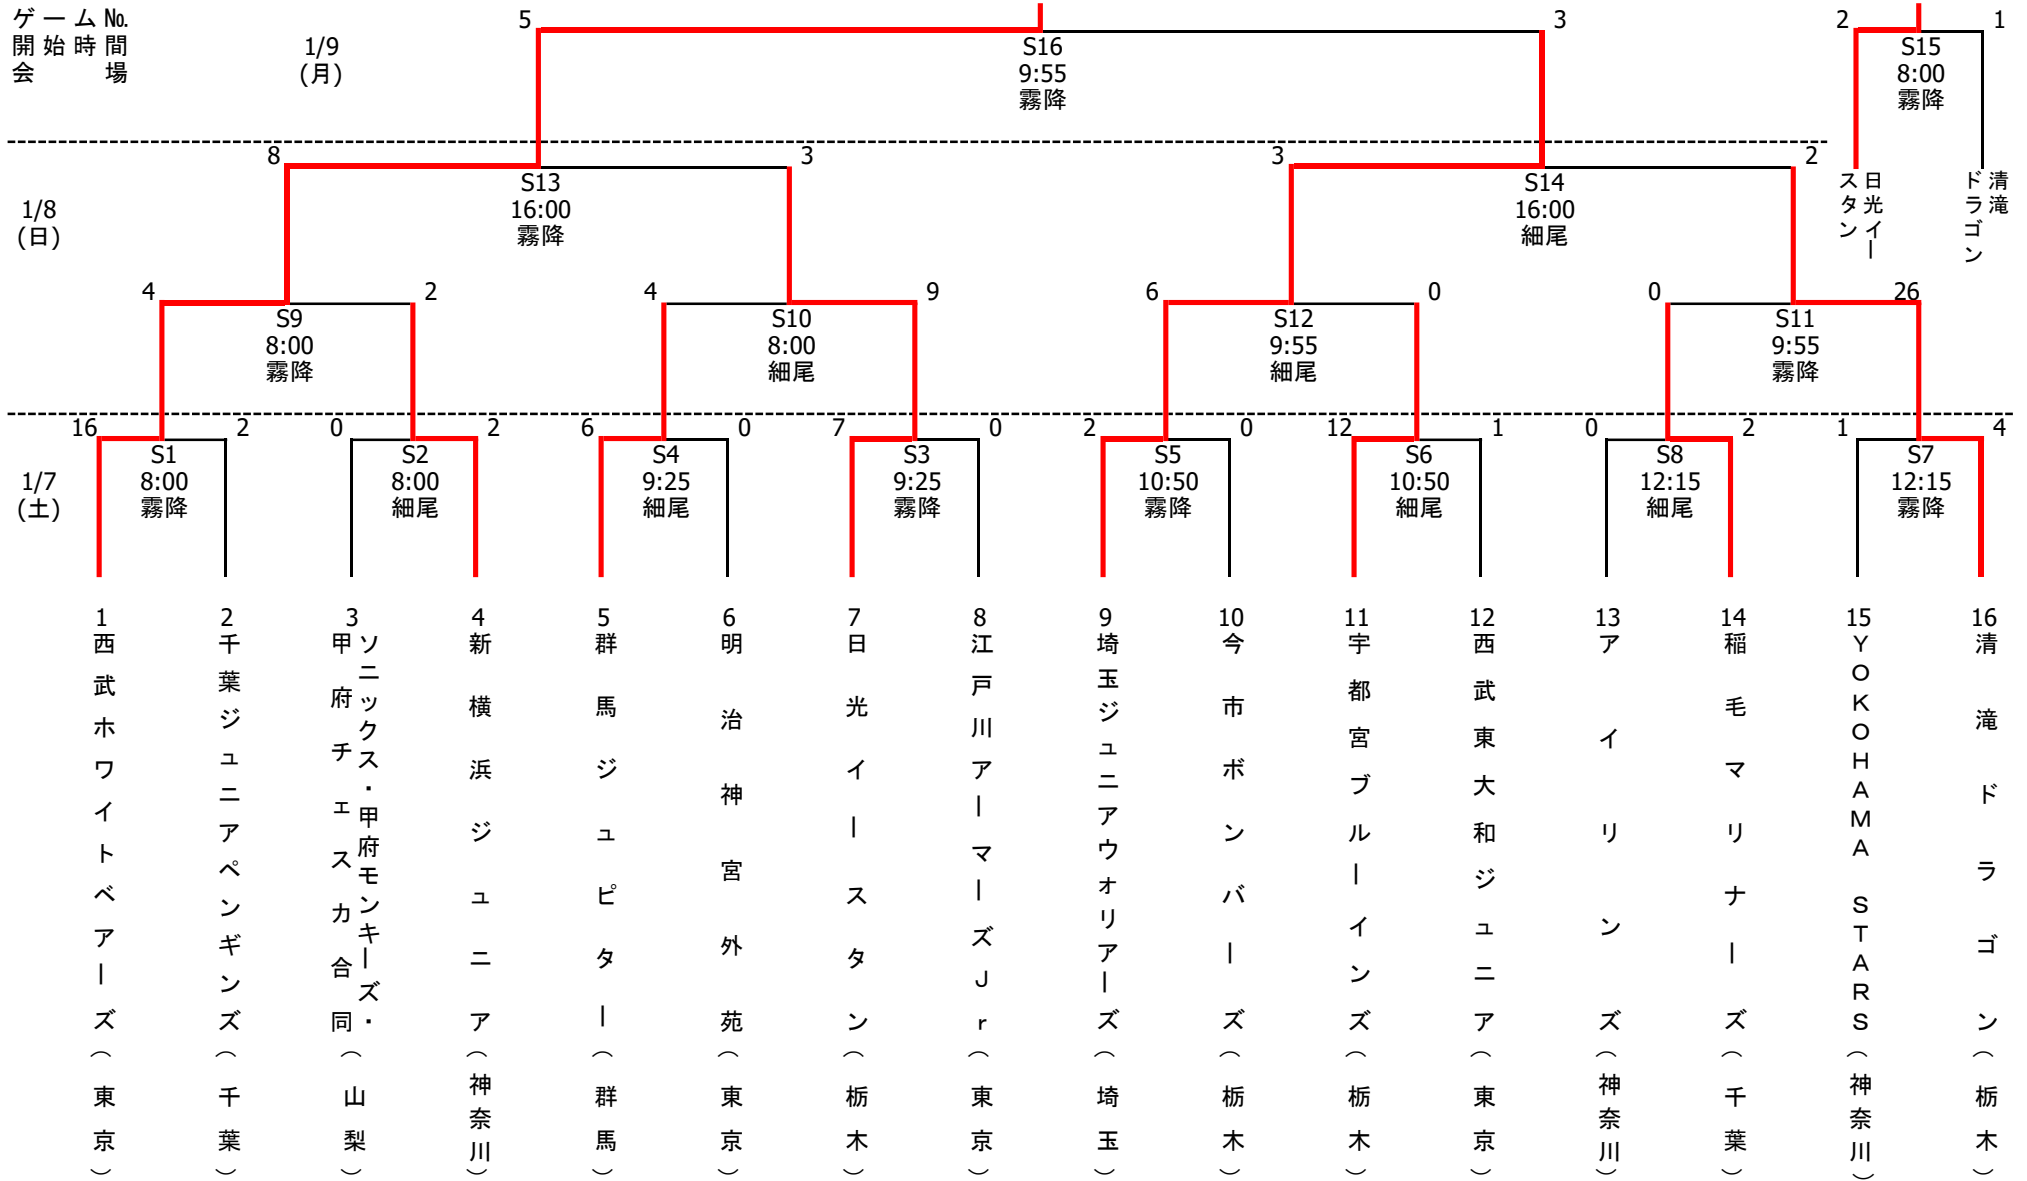 ゲーム№
開始時間
会場
1/9
(月)
5
3
S16
9:55
霧降
2
1
S15
8:00
霧降
日光イースタン
清滝ドラゴン
1/8
(日)
8
3
S13
16:00
霧降
3
2
S14
16:00
細尾
4
2
S9
8:00
霧降
4
9
S10
8:00
細尾
6
0
S12
9:55
細尾
0
26
S11
9:55
霧降
1/7
(土)
16
2
S1
8:00
霧降
0
2
S2
8:00
細尾
6
0
S4
9:25
細尾
7
0
S3
9:25
霧降
2
0
S5
10:50
霧降
12
1
S6
10:50
細尾
0
2
S8
12:15
細尾
1
4
S7
12:15
霧降
1
西武ホワイトベアーズ(東京)
2
千葉ジュニアペンギンズ(千葉)
3
ソニックス・甲府モンキーズ・
甲府チェスカ合同(山梨)
4
新横浜ジュニア(神奈川)
5
群馬ジュピター(群馬)
6
明治神宮外苑(東京)
7
日光イースタン(栃木)
8
江戸川アーマーズJr(東京)
9
埼玉ジュニアウォリアーズ(埼玉)
10
今市ボンバーズ(栃木)
11
宇都宮ブルーインズ(栃木)
12
西武東大和ジュニア(東京)
13
アイリンズ(神奈川)
14
稲毛マリナーズ(千葉)
15
YOKOHAMA STARS(神奈川)
16
清滝ドラゴン(栃木)